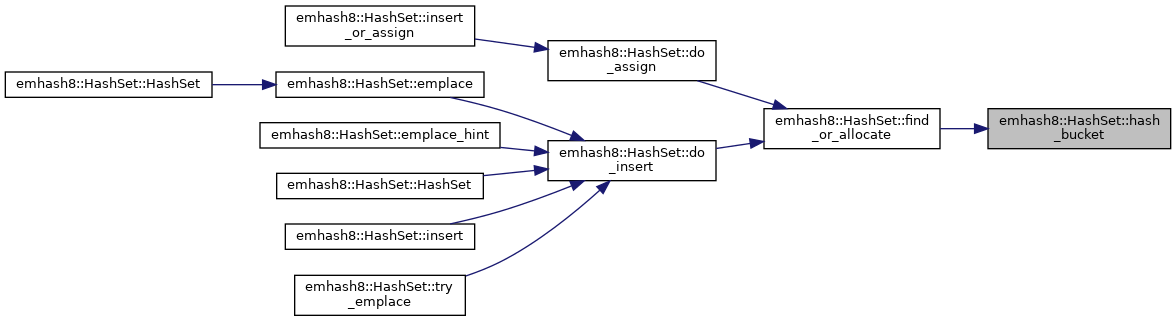 emhash8::HashSet::insert
_or_assign
emhash8::HashSet::do
_assign
emhash8::HashSet::HashSet
emhash8::HashSet::emplace
emhash8::HashSet::find
_or_allocate
emhash8::HashSet::hash
_bucket
emhash8::HashSet::emplace_hint
emhash8::HashSet::do
_insert
emhash8::HashSet::HashSet
emhash8::HashSet::insert
emhash8::HashSet::try
_emplace